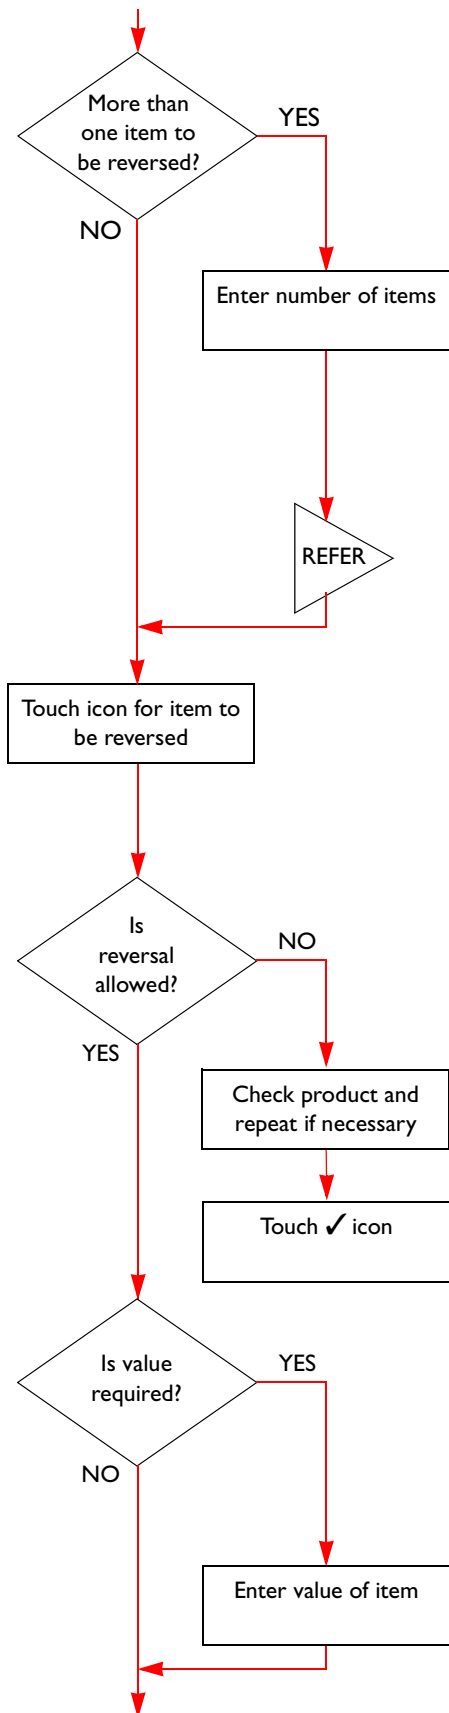 More than
one item to
be reversed?
YES
NO
Enter number of items
REFER
Touch icon for item to
be reversed
Is
reversal
allowed?
NO
YES
Check product and
repeat if necessary
Touch ✓ icon
Is value
required?
YES
NO
Enter value of item